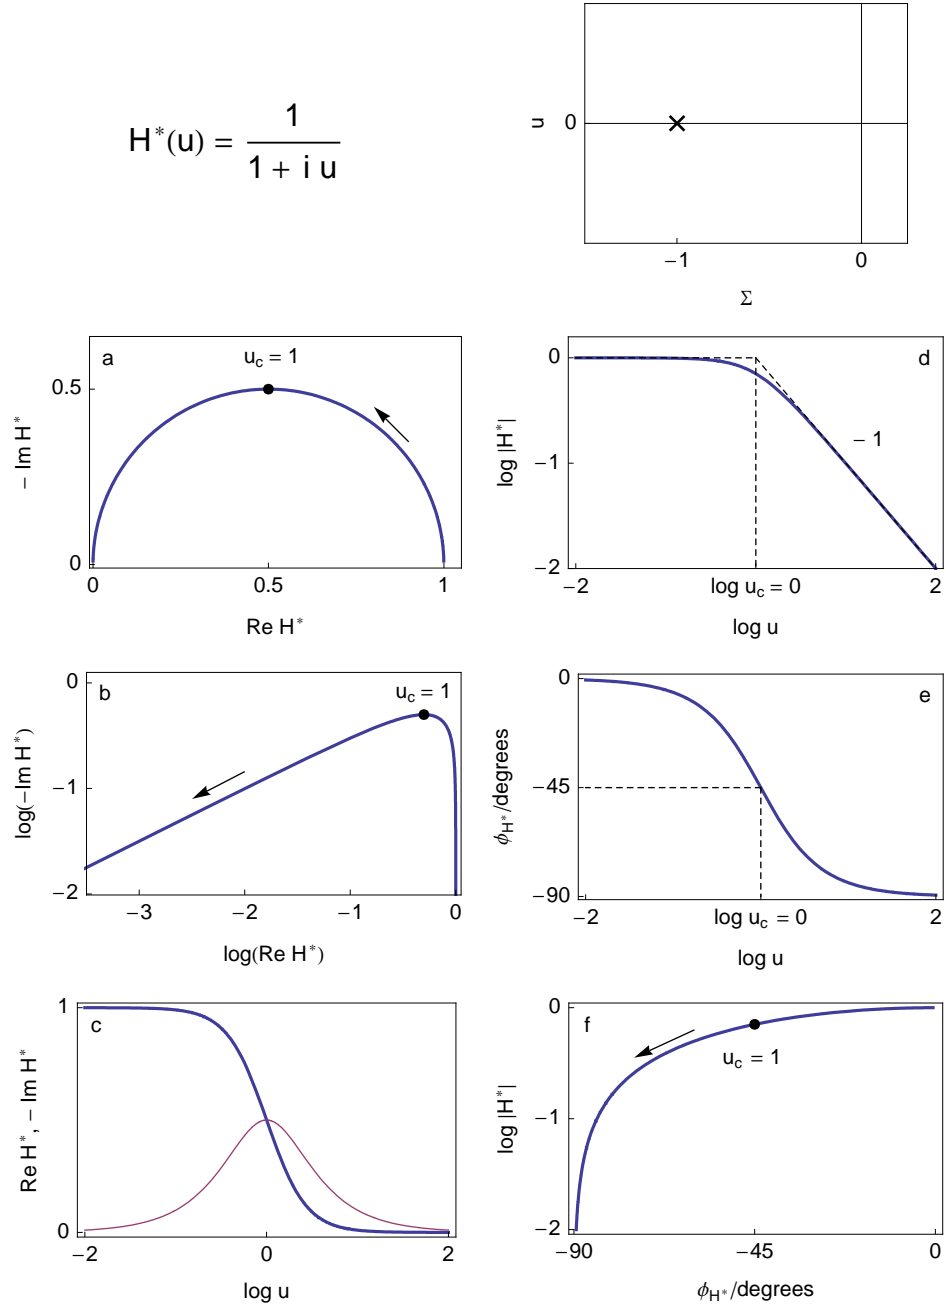 H*(u) = 1 / (1 + i u)
u
0
−1
0
Σ
a
u_c = 1
0.5
0
− Im H*
0
0.5
1
Re H*
d
0
−1
−2
log |H*|
− 1
−2
log u_c = 0
2
log u
b
u_c = 1
0
−1
−2
log(−Im H*)
−3
−2
−1
0
log(Re H*)
e
0
−45
−90
ϕ_H*/degrees
−2
log u_c = 0
2
log u
c
1
0
Re H*, − Im H*
−2
0
2
log u
f
0
−1
−2
log |H*|
u_c = 1
−90
−45
0
ϕ_H*/degrees